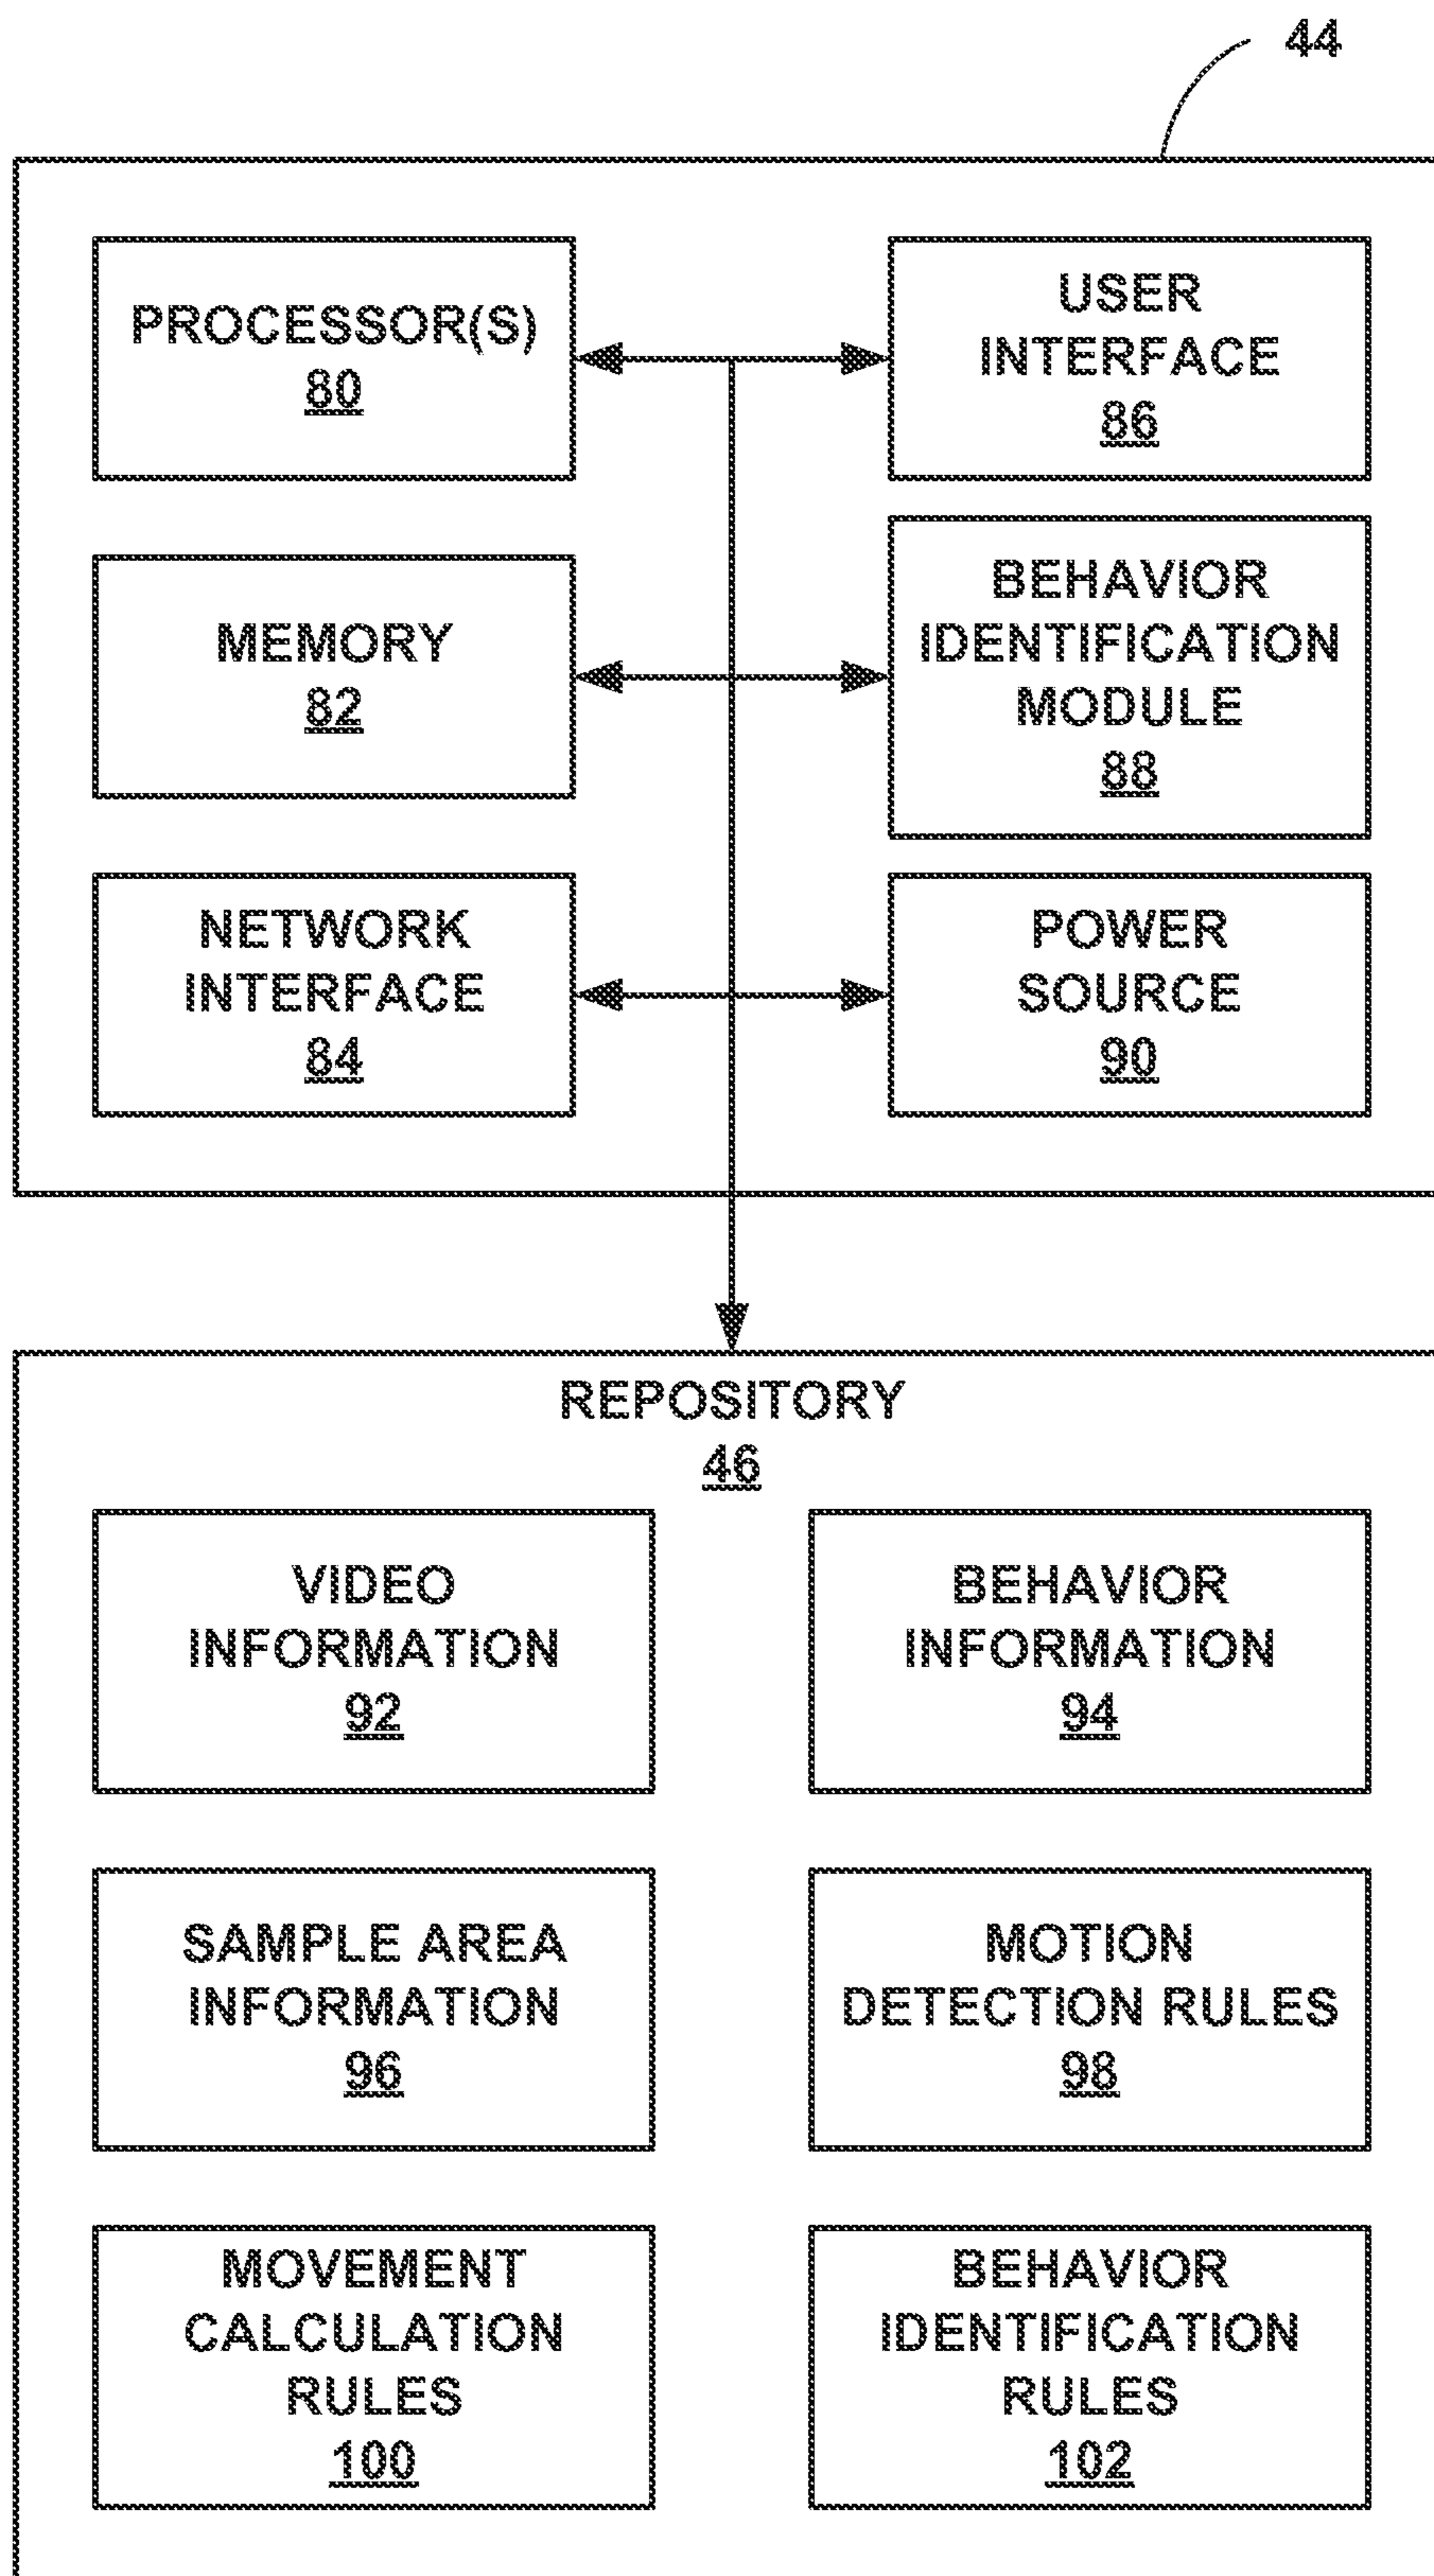 44
PROCESSOR(S)
80
USER
INTERFACE
86
MEMORY
82
BEHAVIOR
IDENTIFICATION
MODULE
88
NETWORK
INTERFACE
84
POWER
SOURCE
90
REPOSITORY
46
VIDEO
INFORMATION
92
BEHAVIOR
INFORMATION
94
SAMPLE AREA
INFORMATION
96
MOTION
DETECTION RULES
98
MOVEMENT
CALCULATION
RULES
100
BEHAVIOR
IDENTIFICATION
RULES
102